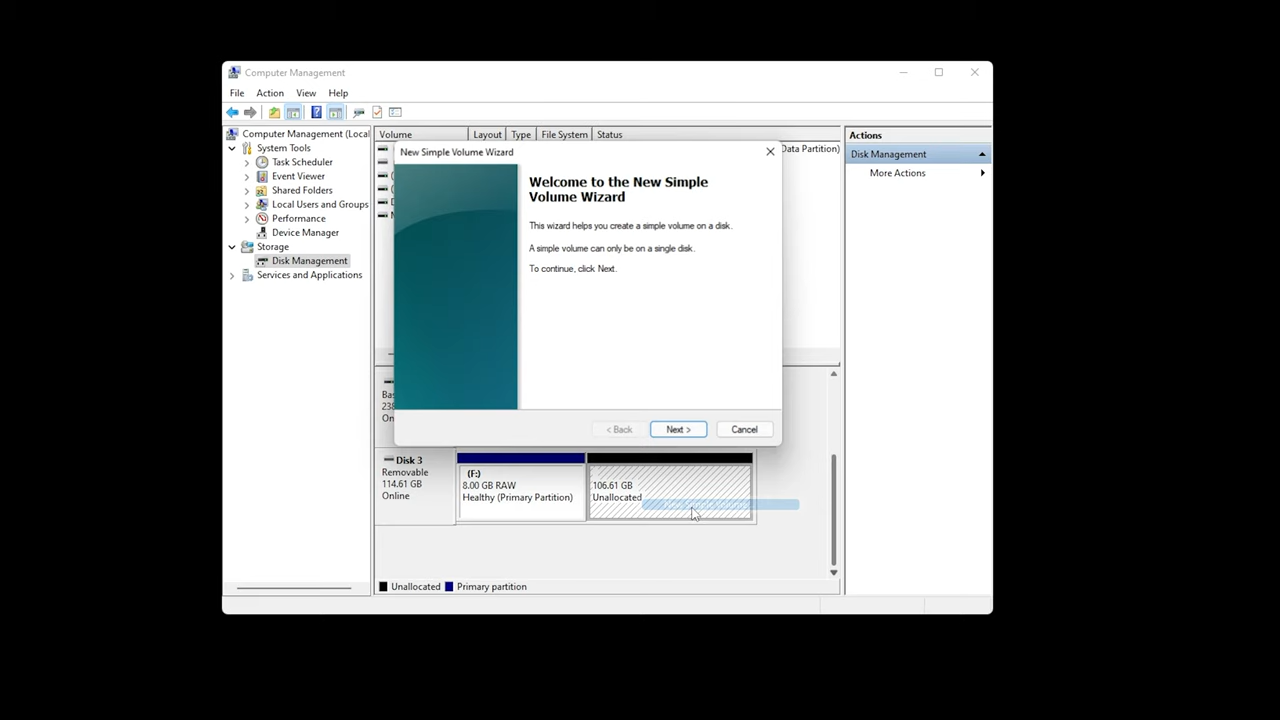 Computer Management
File Action View Help
Computer Management (Local
System Tools
Task Scheduler
Event Viewer
Shared Folders
Local Users and Groups
Performance
Device Manager
Storage
Disk Management
Services and Applications
Volume Layout Type File System Status
Data Partition)
New Simple Volume Wizard
Welcome to the New Simple
Volume Wizard
This wizard helps you create a simple volume on a disk.
A simple volume can only be on a single disk.
To continue, click Next.
< Back Next > Cancel
Bas
238
On
Disk 3
Removable
114.61 GB
Online
(F:)
8.00 GB RAW
Healthy (Primary Partition)
106.61 GB
Unallocated
Unallocated Primary partition
Actions
Disk Management
More Actions